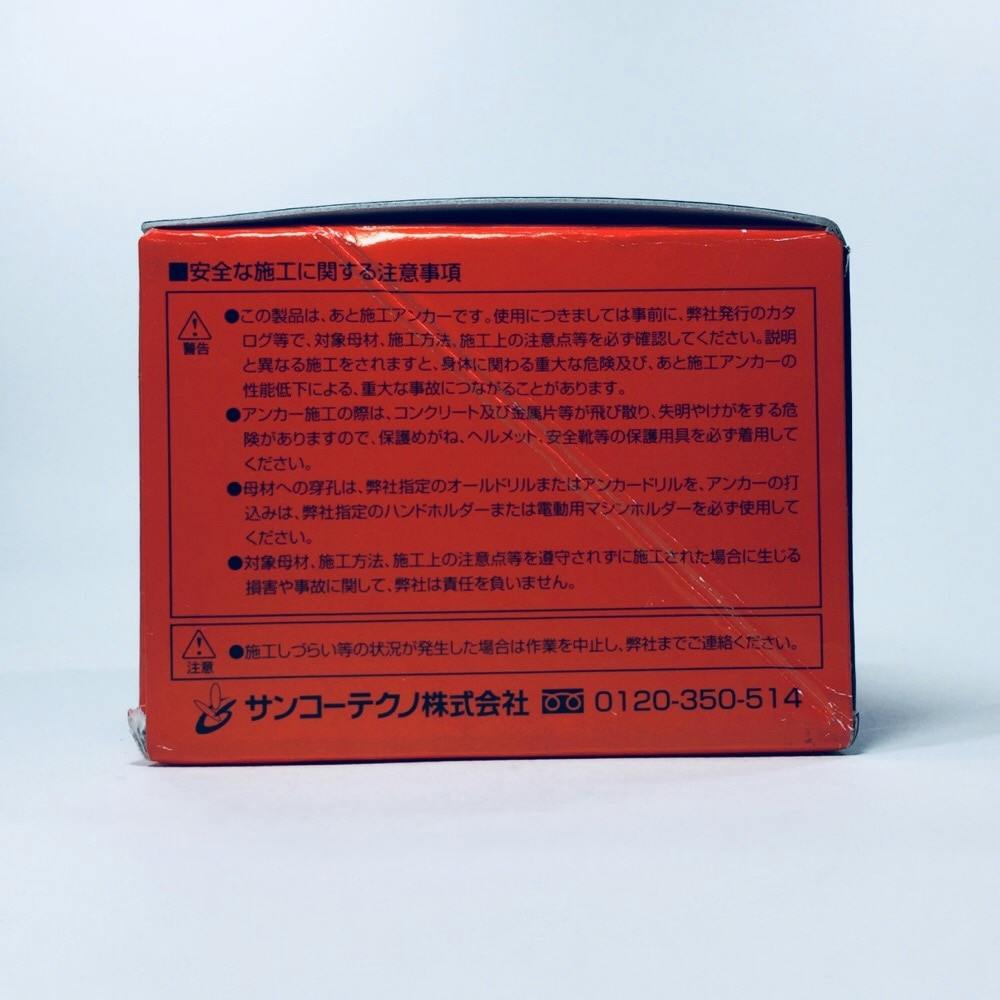 ■安全な施工に関する注意事項
警告
●この製品は、あと施工アンカーです。使用につきましては事前に、弊社発行のカタ
ログ等で、対象母材、施工方法、施工上の注意点等を必ず確認してください。説明
と異なる施工をされますと、身体に関わる重大な危険及び、あと施工アンカーの
性能低下による、重大な事故につながることがあります。
●アンカー施工の際は、コンクリート及び金属片等が飛び散り、失明やけがをする危
険がありますので、保護めがね、ヘルメット、安全靴等の保護用具を必ず着用して
ください。
●母材への穿孔は、弊社指定のオールドリルまたはアンカードリルを、アンカーの打
込みは、弊社指定のハンドホルダーまたは電動用マシンホルダーを必ず使用して
ください。
●対象母材、施工方法、施工上の注意点等を遵守されずに施工された場合に生じる
損害や事故に関して、弊社は責任を負いません。
注意
●施工しづらい等の状況が発生した場合は作業を中止し、弊社までご連絡ください。
サンコーテクノ株式会社 0120-350-514